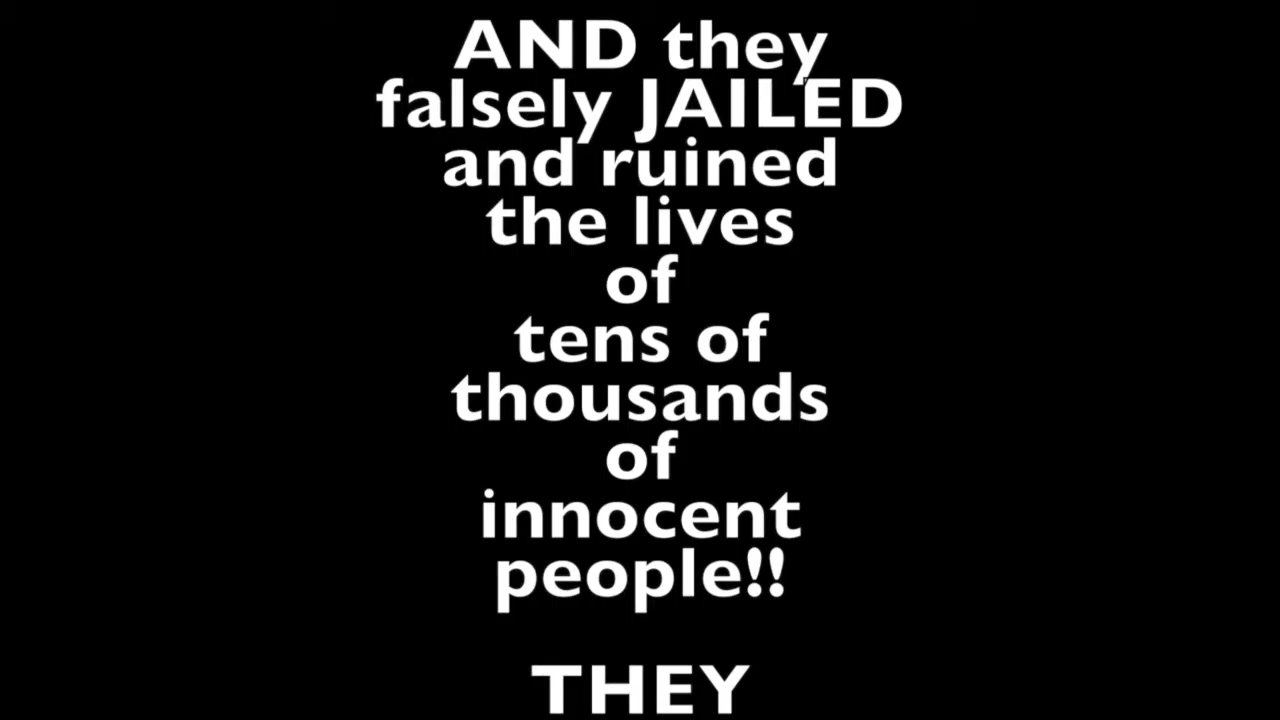 AND they
falsely JAILED
and ruined
the lives
of
tens of
thousands
of
innocent
people!!
THEY